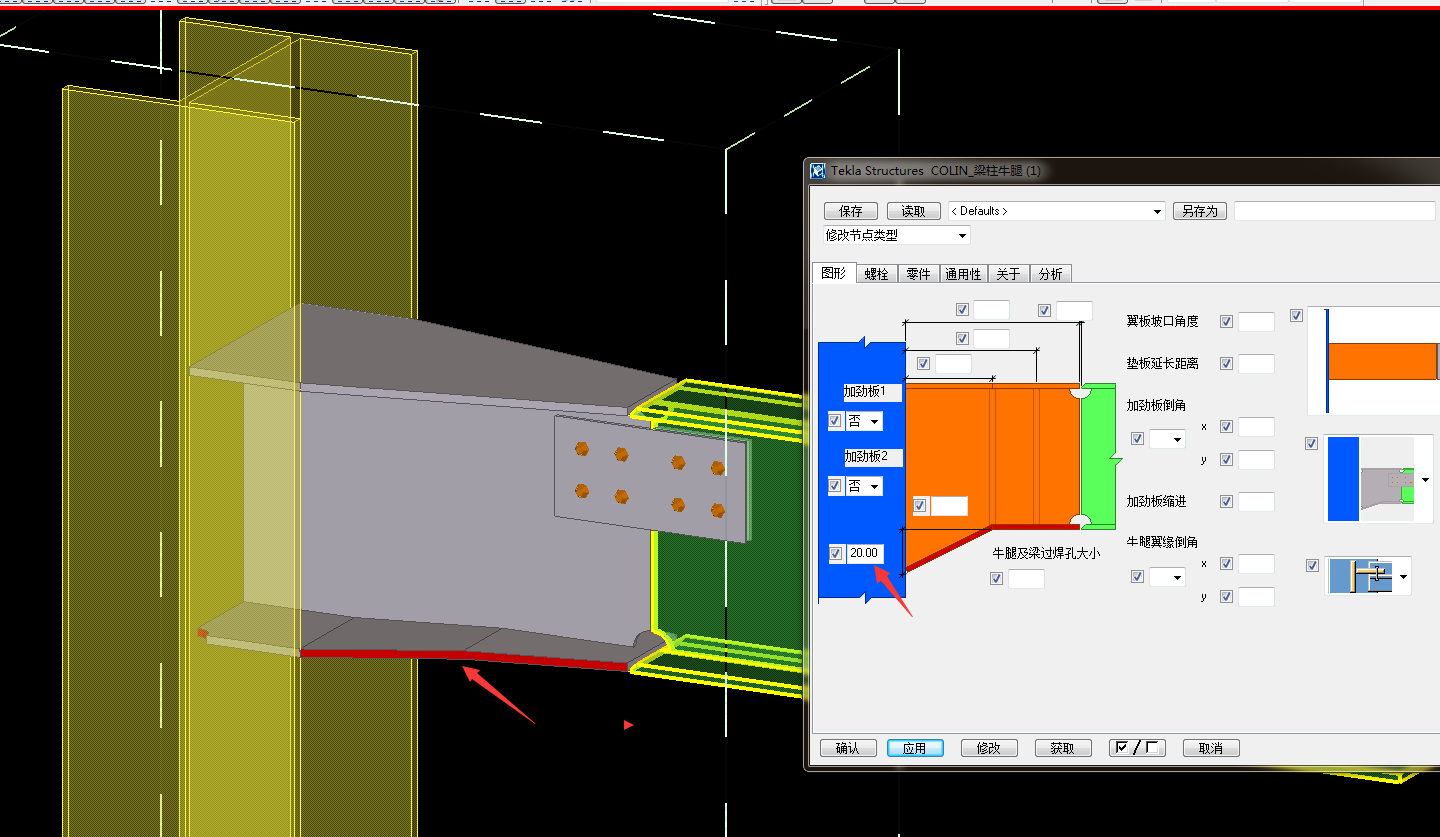 Tekla Structures COLIN_梁柱牛腿 (1)
保存 读取 < Defaults > 另存为
修改节点类型
图形 螺栓 零件 通用性 关于 分析
翼板坡口角度
垫板延长距离
加劲板1
否
加劲板倒角
x
加劲板2
y
否
加劲板缩进
牛腿翼缘倒角
20.00
牛腿及梁过焊孔大小
x
y
确认 应用 修改 获取 / 取消